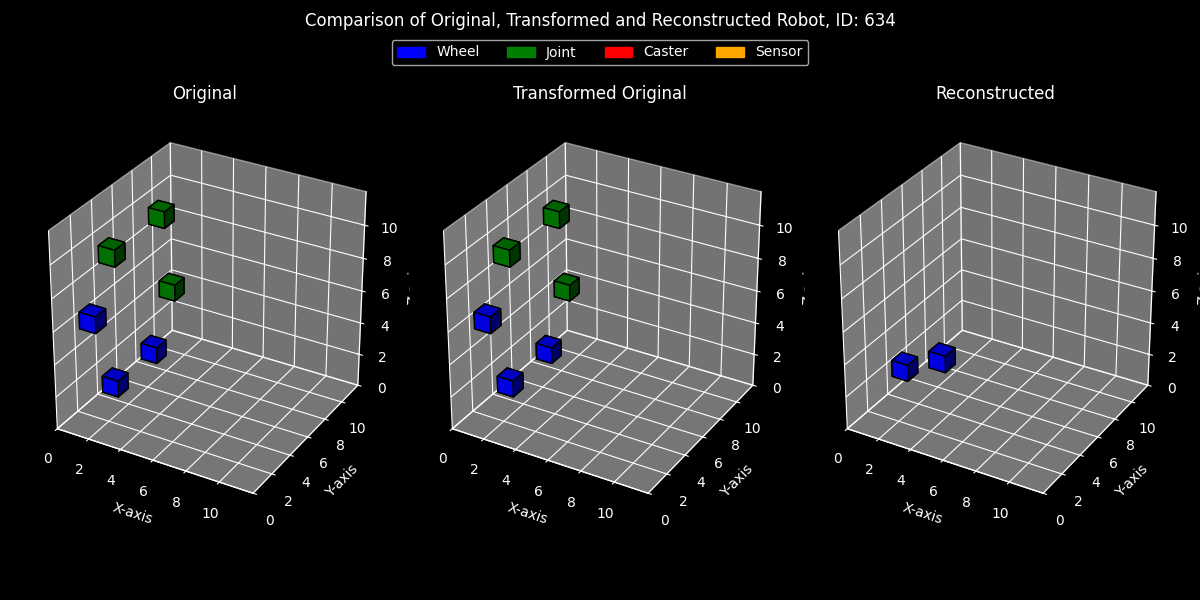 Comparison of Original, Transformed and Reconstructed Robot, ID: 634
Wheel Joint Caster Sensor
Original Transformed Original Reconstructed
10 10 10
8 8 8
6 6 6
4 4 4
2 2 2
0 0 0
0 2 4 6 8 10 0 2 4 6 8 10 0 2 4 6 8 10
X-axis X-axis X-axis
0 2 4 6 8 10 0 2 4 6 8 10 0 2 4 6 8 10
Y-axis Y-axis Y-axis